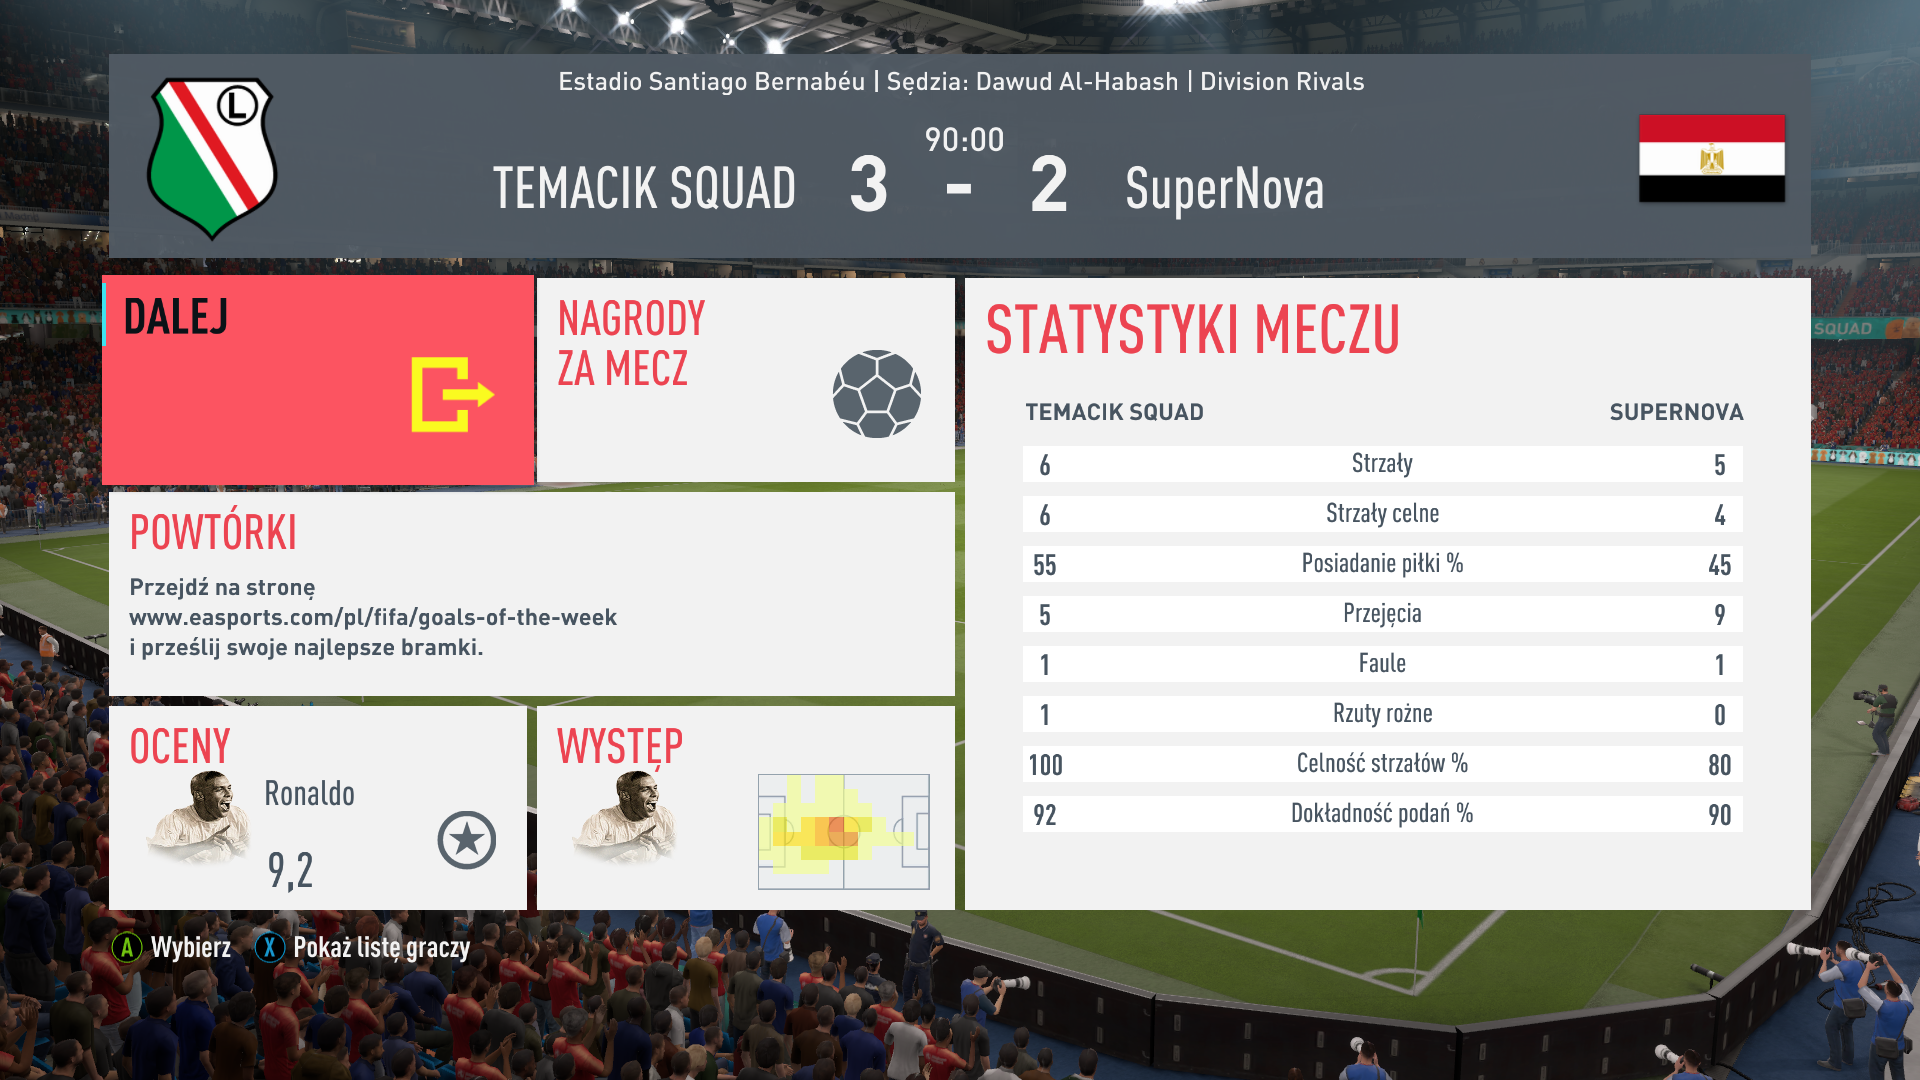 Estadio Santiago Bernabéu | Sędzia: Dawud Al-Habash | Division Rivals
90:00
TEMACIK SQUAD 3 - 2 SuperNova
L
DALEJ
NAGRODY
ZA MECZ
POWTÓRKI
Przejdź na stronę
www.easports.com/pl/fifa/goals-of-the-week
i prześlij swoje najlepsze bramki.
OCENY
Ronaldo
9,2
WYSTĘP
STATYSTYKI MECZU
TEMACIK SQUAD SUPERNOVA
6 Strzały 5
6 Strzały celne 4
55 Posiadanie piłki % 45
5 Przejęcia 9
1 Faule 1
1 Rzuty rożne 0
100 Celność strzałów % 80
92 Dokładność podań % 90
SQUAD
A Wybierz X Pokaż listę graczy